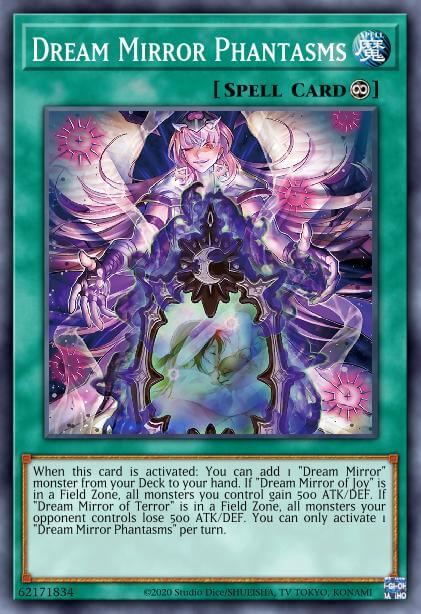 DREAM MIRROR PHANTASMS
SPELL
魔
[SPELL CARD]
When this card is activated: You can add 1 "Dream Mirror"
monster from your Deck to your hand. If "Dream Mirror of Joy" is
in a Field Zone, all monsters you control gain 500 ATK/DEF. If
"Dream Mirror of Terror" is in a Field Zone, all monsters your
opponent controls lose 500 ATK/DEF. You can only activate 1
"Dream Mirror Phantasms" per turn.
62171834
©2020 Studio Dice/SHUEISHA, TV TOKYO, KONAMI